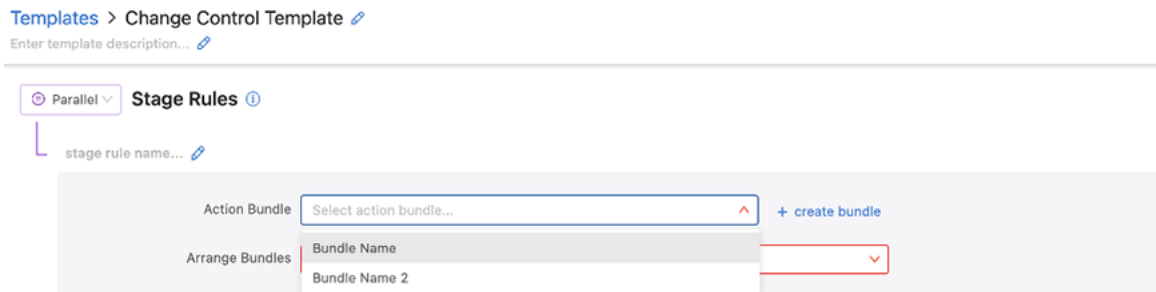 Templates > Change Control Template
Enter template description...
Parallel Stage Rules
stage rule name...
Action Bundle Select action bundle... + create bundle
Bundle Name
Arrange Bundles
Bundle Name 2